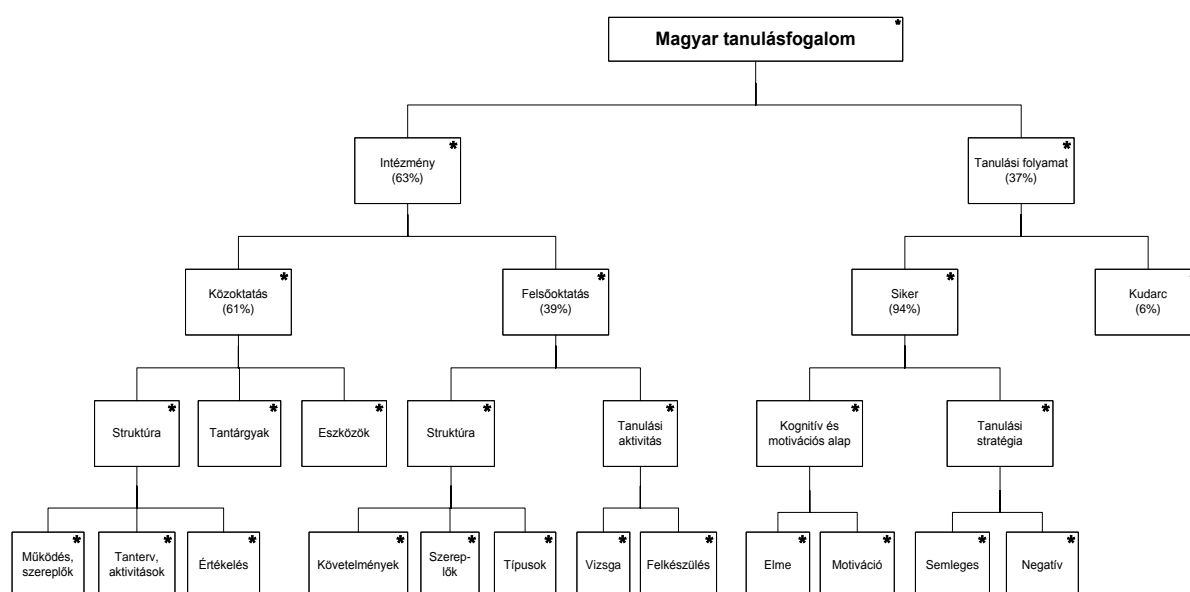 Magyar tanulásfogalom *
Intézmény *
(63%)
Tanulási folyamat *
(37%)
Közoktatás *
(61%)
Felsőoktatás *
(39%)
Siker *
(94%)
Kudarc *
(6%)
Struktúra *
Tantárgyak *
Eszközök *
Struktúra *
Tanulási *
aktivitás
Kognitív és *
motivációs alap
Tanulási *
stratégia
Működés, *
szereplők
Tanterv, *
aktivitások
Értékelés *
Követelmények *
Szerep- *
lők
Típusok *
Vizsga *
Felkészülés *
Elme *
Motiváció *
Semleges *
Negatív *